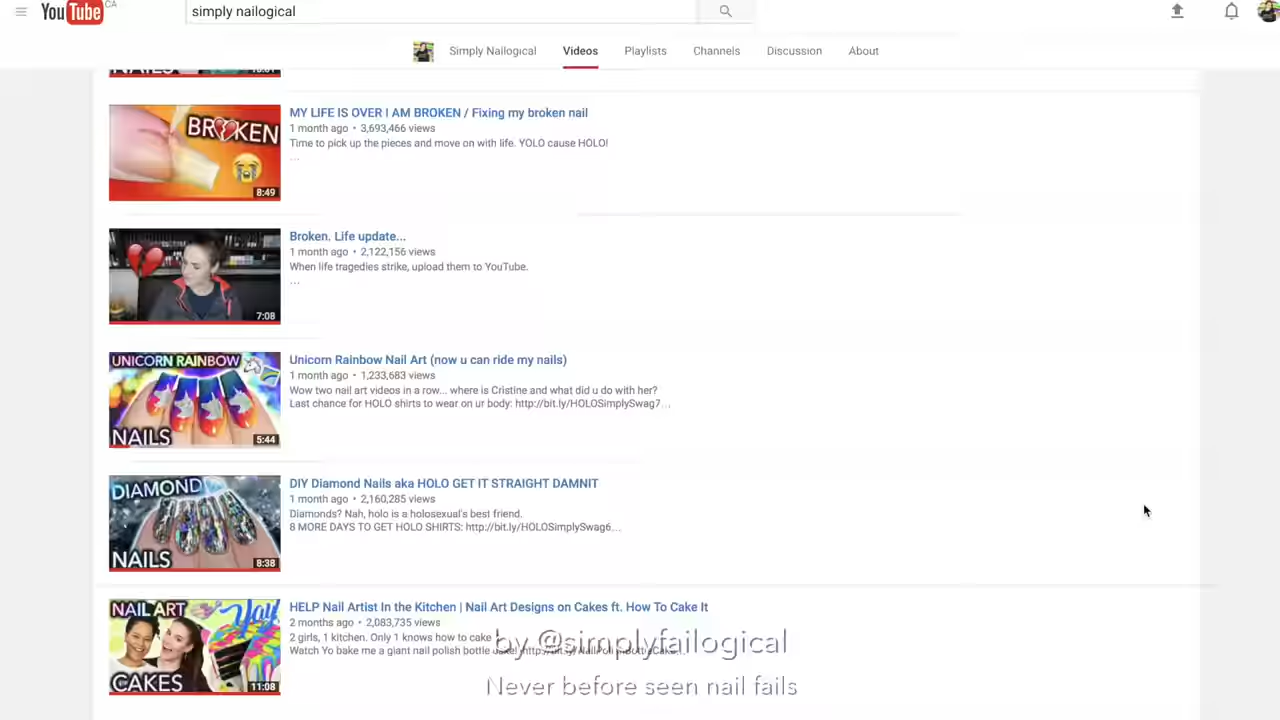 YouTube CA
simply nailogical
Simply Nailogical Videos Playlists Channels Discussion About
NAILS
BROKEN
8:49
MY LIFE IS OVER I AM BROKEN / Fixing my broken nail
1 month ago • 3,693,466 views
Time to pick up the pieces and move on with life. YOLO cause HOLO!
...
7:08
Broken. Life update...
1 month ago • 2,122,156 views
When life tragedies strike, upload them to YouTube.
...
UNICORN RAINBOW
NAILS
5:44
Unicorn Rainbow Nail Art (now u can ride my nails)
1 month ago • 1,233,683 views
Wow two nail art videos in a row... where is Cristine and what did u do with her?
Last chance for HOLO shirts to wear on ur body: http://bit.ly/HOLOSimplySwag7...
DIAMOND
NAILS
8:38
DIY Diamond Nails aka HOLO GET IT STRAIGHT DAMNIT
1 month ago • 2,160,285 views
Diamonds? Nah, holo is a holosexual's best friend.
8 MORE DAYS TO GET HOLO SHIRTS: http://bit.ly/HOLOSimplySwag6...
NAIL ART
Yay!
CAKES
11:08
HELP Nail Artist In the Kitchen | Nail Art Designs on Cakes ft. How To Cake It
2 months ago • 2,083,735 views
2 girls, 1 kitchen. Only 1 knows how to cake
Watch Yo bake me a giant nail polish bottle
by @simplyfailogical
Never before seen nail fails